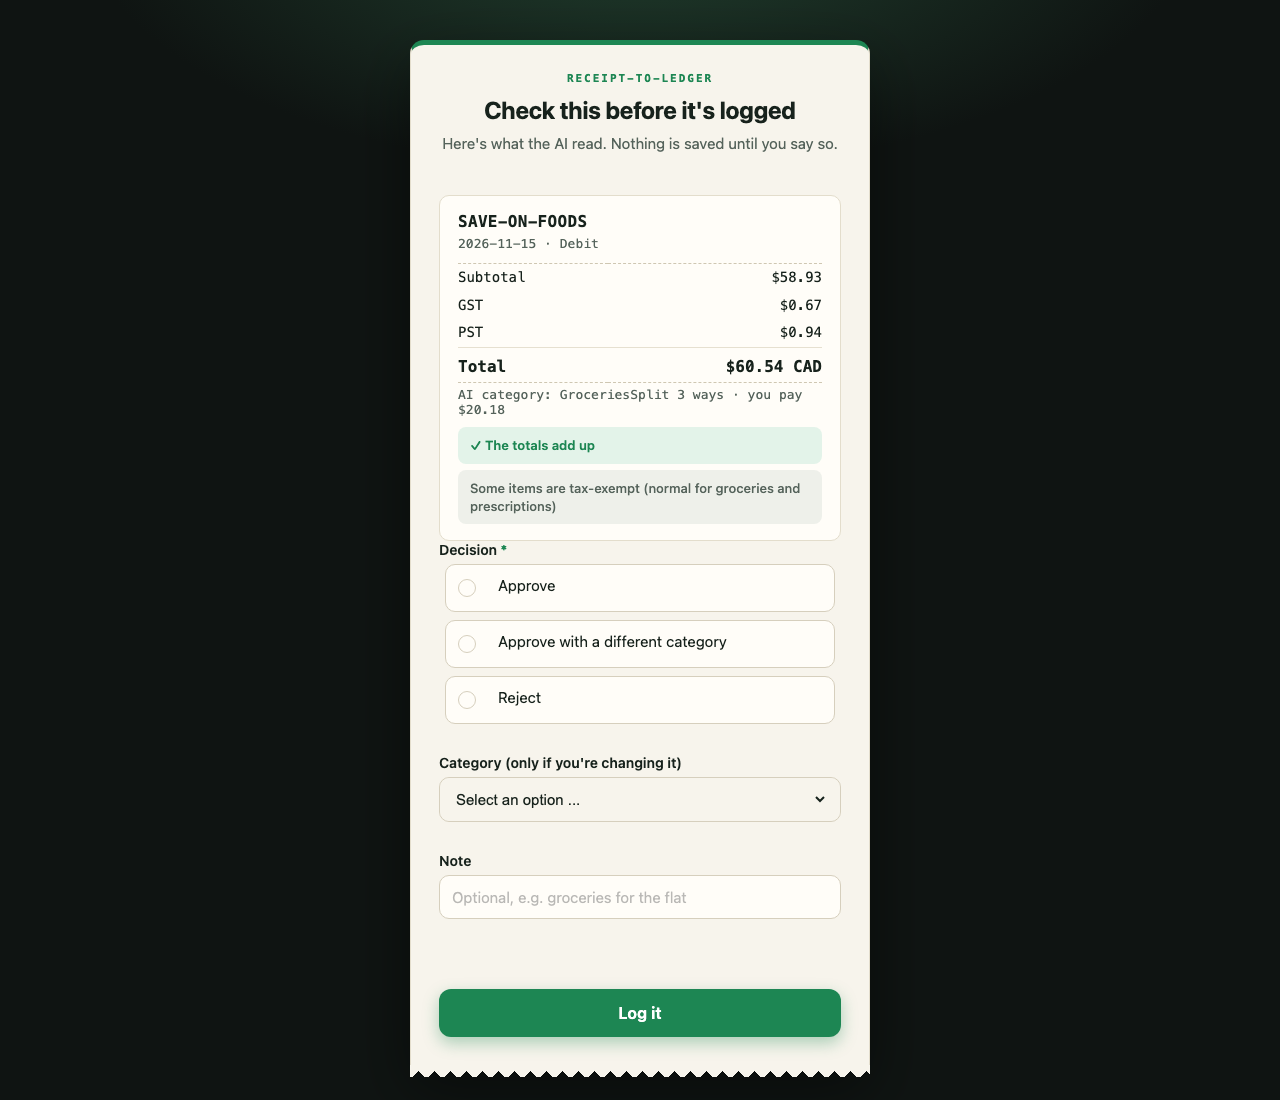 RECEIPT-TO-LEDGER
Check this before it's logged
Here's what the AI read. Nothing is saved until you say so.
SAVE-ON-FOODS
2026-11-15 · Debit
Subtotal $58.93
GST $0.67
PST $0.94
Total $60.54 CAD
AI category: GroceriesSplit 3 ways · you pay
$20.18
✓ The totals add up
Some items are tax-exempt (normal for groceries and
prescriptions)
Decision *
Approve
Approve with a different category
Reject
Category (only if you're changing it)
Select an option ...
Note
Optional, e.g. groceries for the flat
Log it